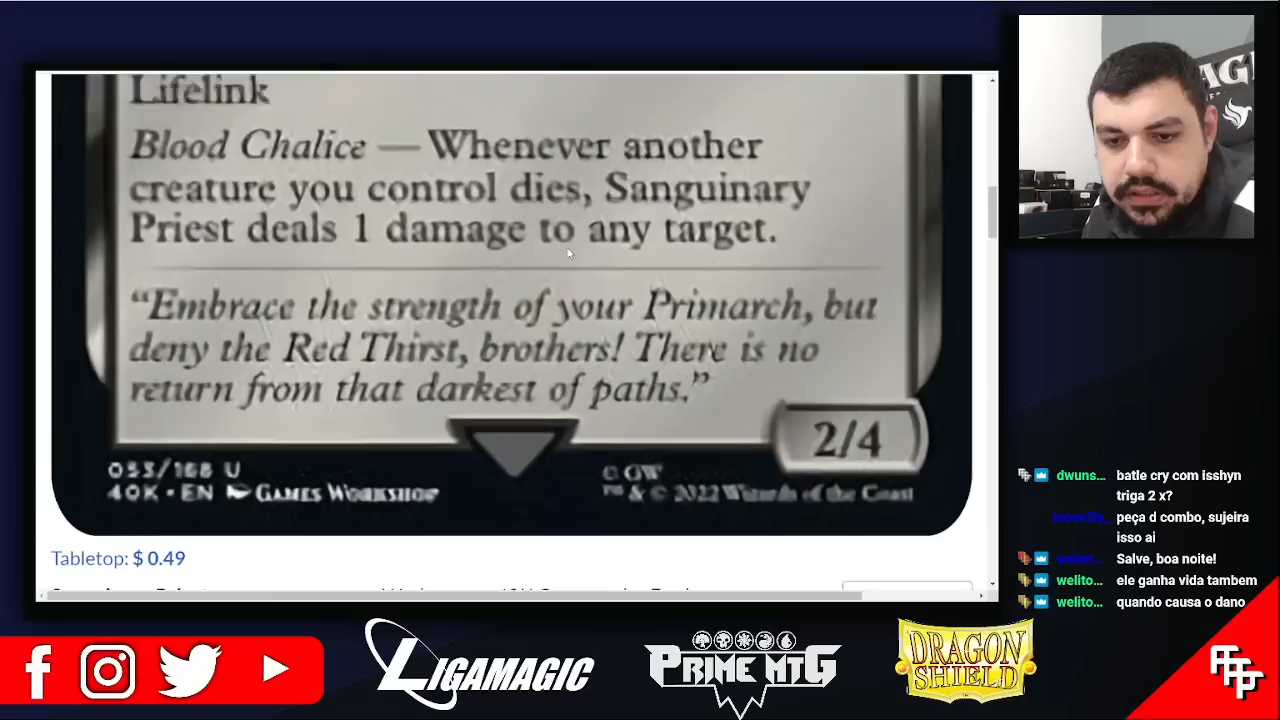 Lifelink
Blood Chalice — Whenever another
creature you control dies, Sanguinary
Priest deals 1 damage to any target.
“Embrace the strength of your Primarch, but
deny the Red Thirst, brothers! There is no
return from that darkest of paths.”
2/4
053/168 U
40K • EN GAMES WORKSHOP
© GW
™ & © 2022 Wizards of the Coast
Tabletop: $ 0.49
dwuns... batle cry com isshyn
triga 2 x?
peça d combo, sujeira
isso ai
Salve, boa noite!
welito... ele ganha vida tambem
welito... quando causa o dano
LIGAMAGIC
PRIME MTG
DRAGON
SHIELD